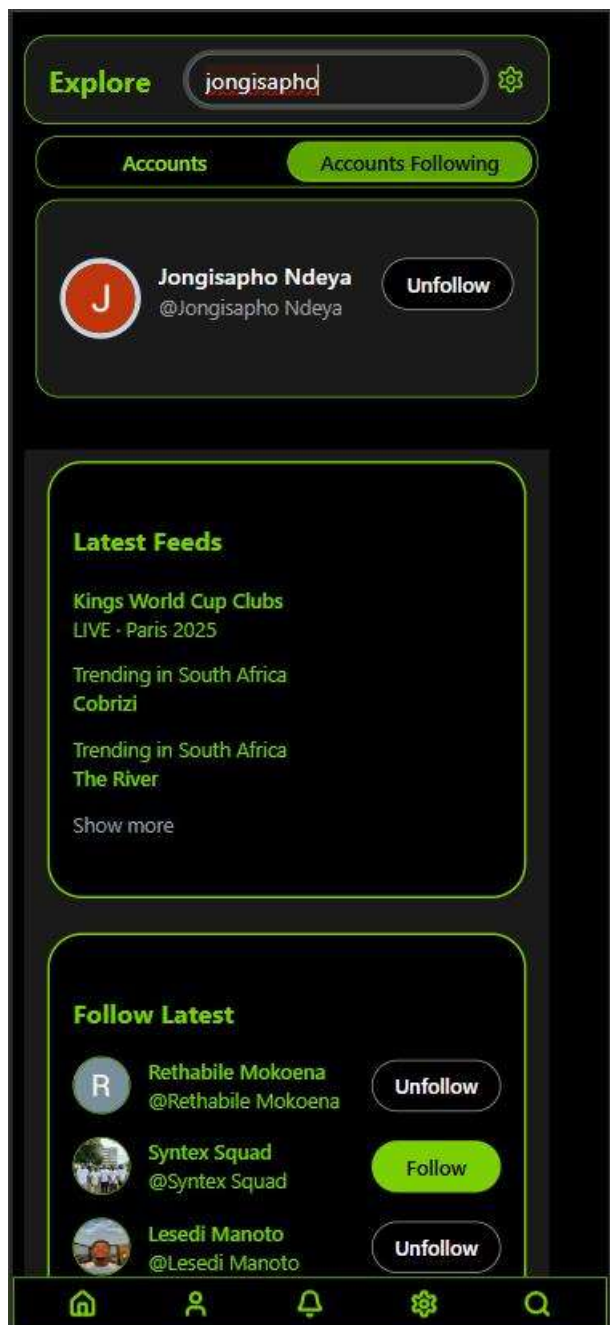 Explore jongisapho
Accounts Accounts Following
J
Jongisapho Ndeya
@Jongisapho Ndeya
Unfollow
Latest Feeds
Kings World Cup Clubs
LIVE · Paris 2025
Trending in South Africa
Cobrizi
Trending in South Africa
The River
Show more
Follow Latest
R
Rethabile Mokoena
@Rethabile Mokoena
Unfollow
Syntex Squad
@Syntex Squad
Follow
Lesedi Manoto
@Lesedi Manoto
Unfollow